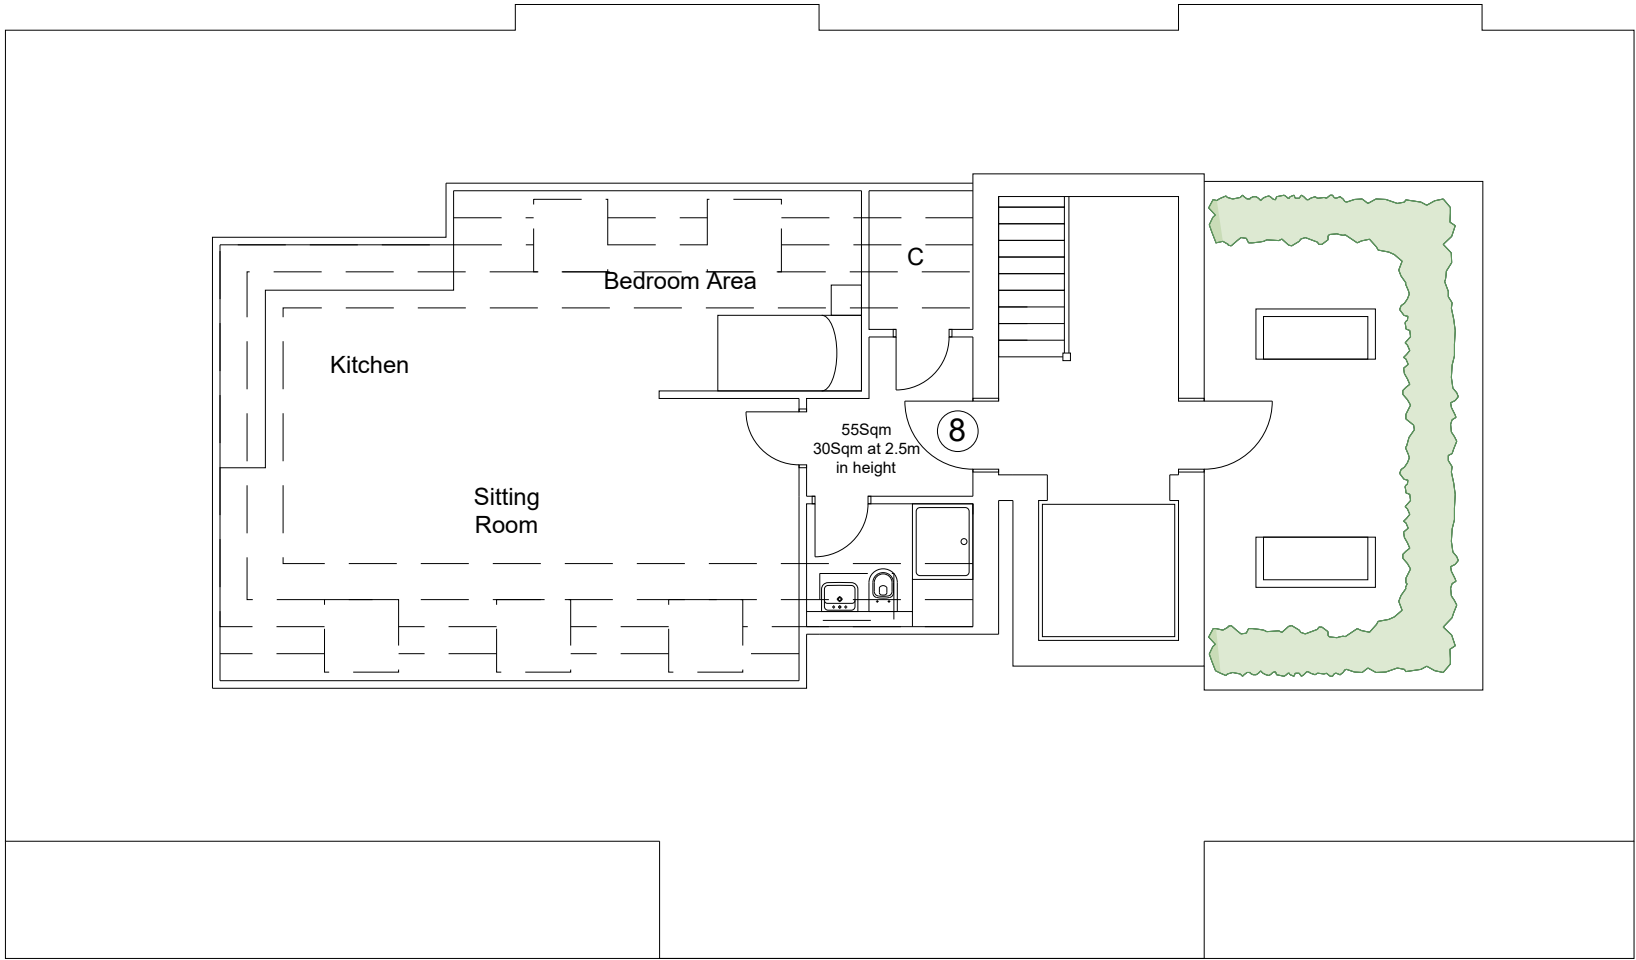 C
Bedroom Area
Kitchen
55Sqm
30Sqm at 2.5m
in height
8
Sitting
Room